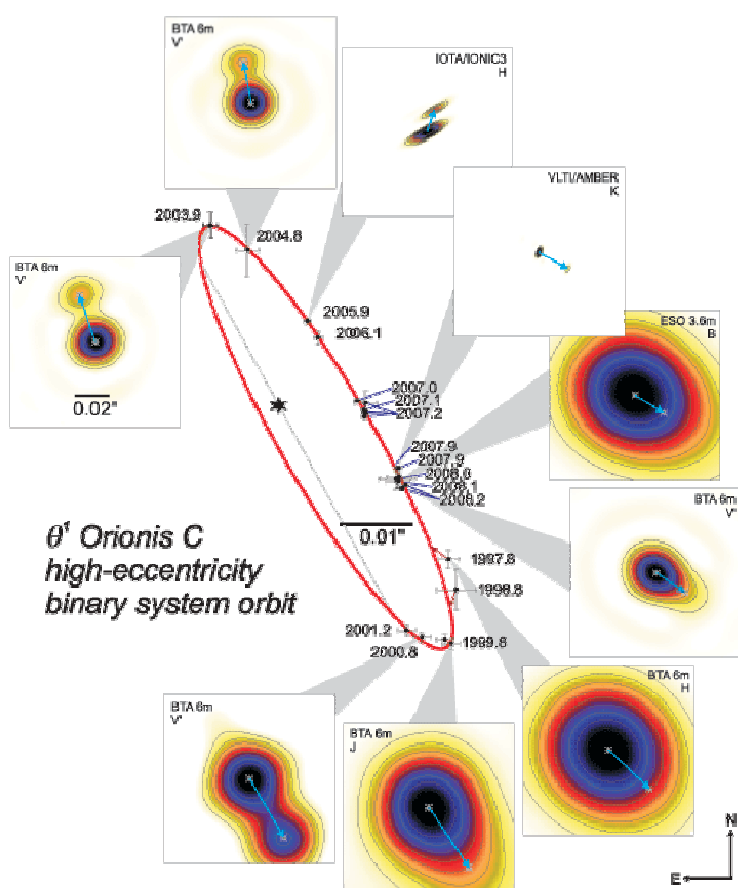 BTA 6m
V'
IOTA/IONIC3
H
VLTI/AMBER
K
2003.9
2004.8
BTA 6m
V'
0.02"
2005.9
2006.1
ESO 3.6m
B
2007.0
2007.1
2007.2
2007.9
2007.9
2008.0
2008.1
2008.2
BTA 6m
V'
0.01"
θ¹ Orionis C
high-eccentricity
binary system orbit
1997.8
1998.8
2001.2
2000.8
1999.8
BTA 6m
V'
BTA 6m
J
BTA 6m
H
N
E